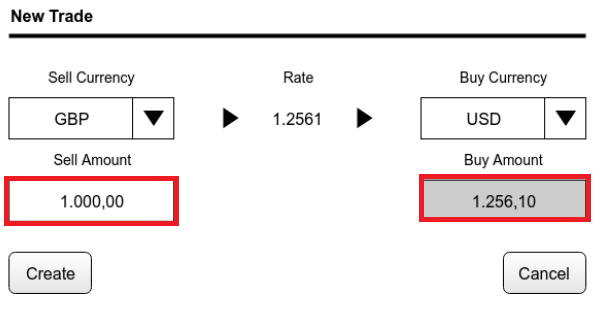 New Trade
Sell Currency Rate Buy Currency
GBP 1.2561 USD
Sell Amount Buy Amount
1.000,00 1.256,10
Create Cancel